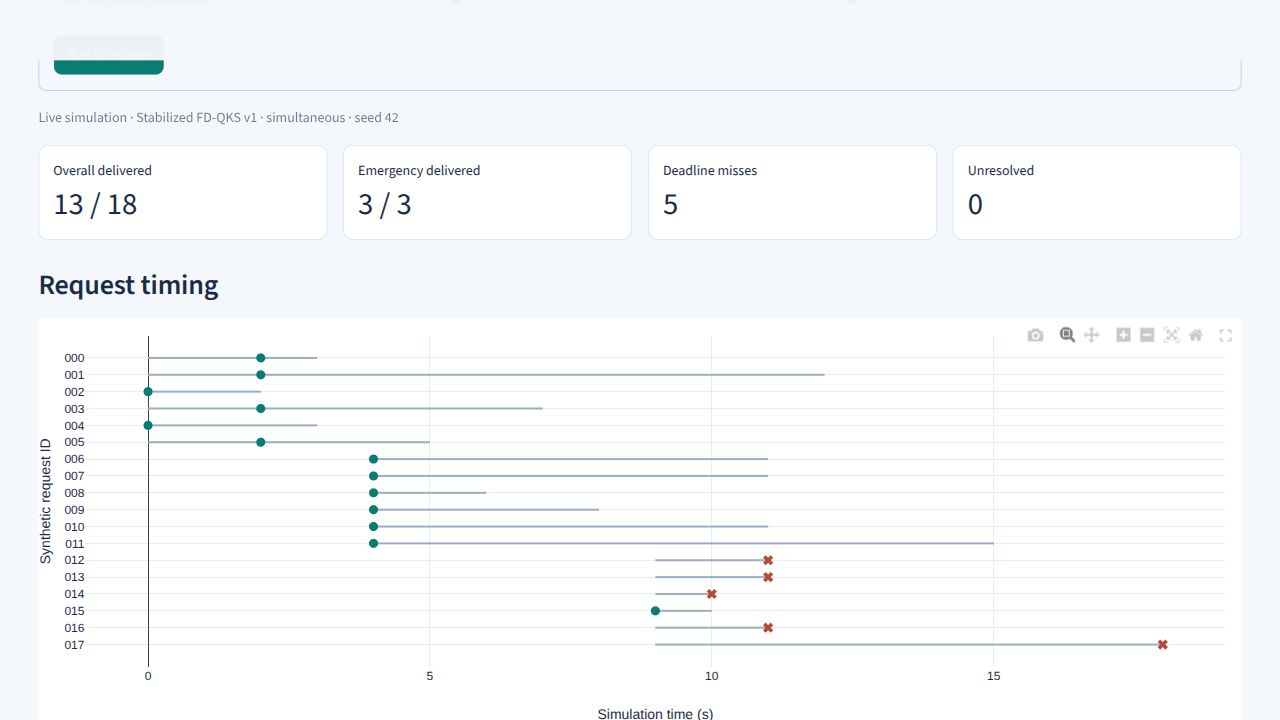 Live simulation · Stabilized FD-QKS v1 · simultaneous · seed 42
Overall delivered
13 / 18
Emergency delivered
3 / 3
Deadline misses
5
Unresolved
0
Request timing
Synthetic request ID
000
001
002
003
004
005
006
007
008
009
010
011
012
013
014
015
016
017
0
5
10
15
Simulation time (s)